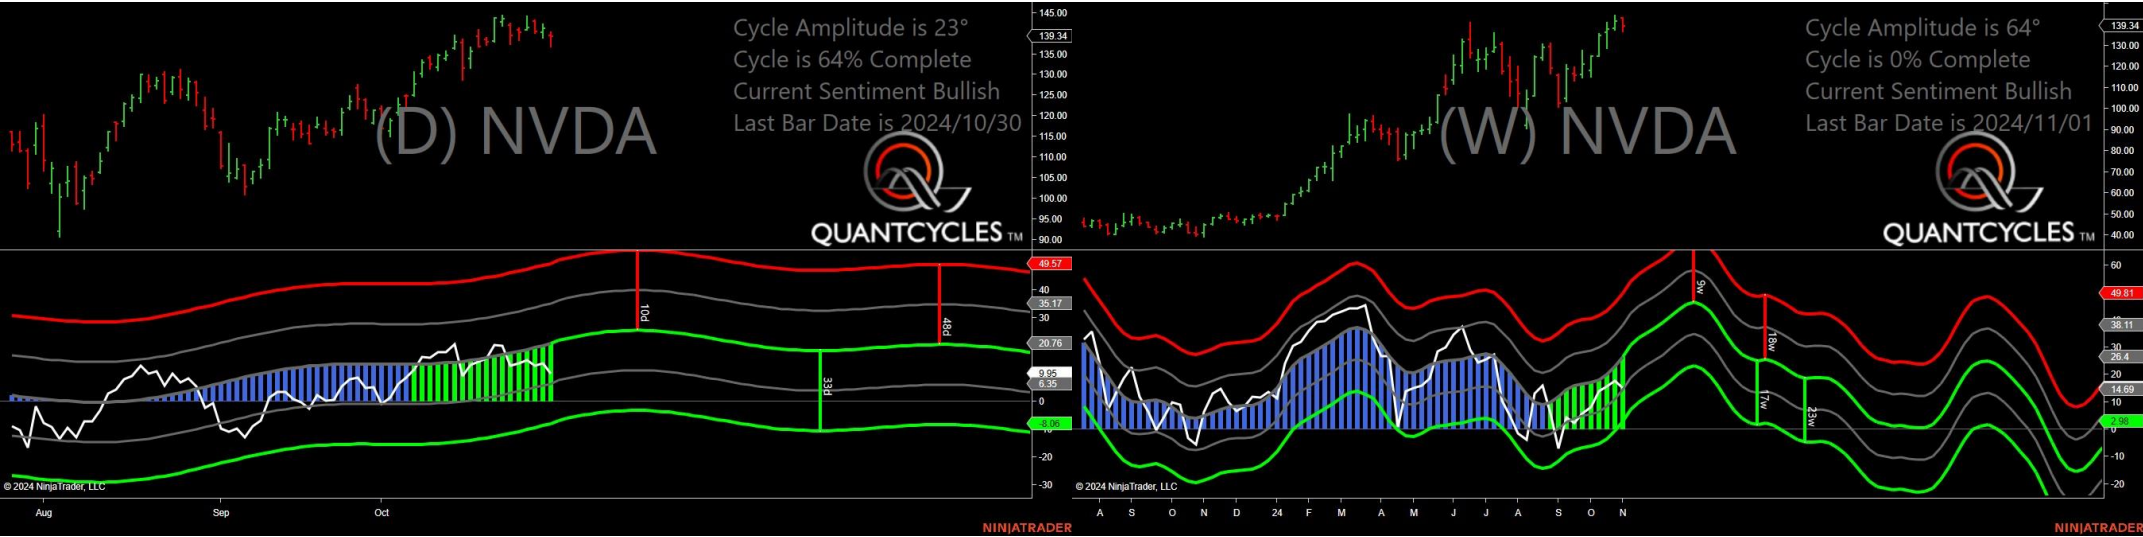 Cycle Amplitude is 23°
Cycle is 64% Complete
Current Sentiment Bullish
Last Bar Date is 2024/10/30
(D) NVDA
QUANTCYCLES TM
145.00
139.34
135.00
130.00
125.00
120.00
115.00
110.00
105.00
100.00
95.00
90.00
10d
33d
48d
49.57
40
35.17
30
20.76
9.95
6.35
0
-8.06
-20
-30
© 2024 NinjaTrader, LLC
Aug Sep Oct
NINJATRADER
Cycle Amplitude is 64°
Cycle is 0% Complete
Current Sentiment Bullish
Last Bar Date is 2024/11/01
(W) NVDA
QUANTCYCLES TM
139.34
130.00
120.00
110.00
100.00
90.00
80.00
70.00
60.00
50.00
40.00
9w
18w
17w
23w
60
49.81
38.11
30
26.4
20
14.69
10
2.98
0
-10
-20
© 2024 NinjaTrader, LLC
A S O N D 24 F M A M J J A S O N
NINJATRADER